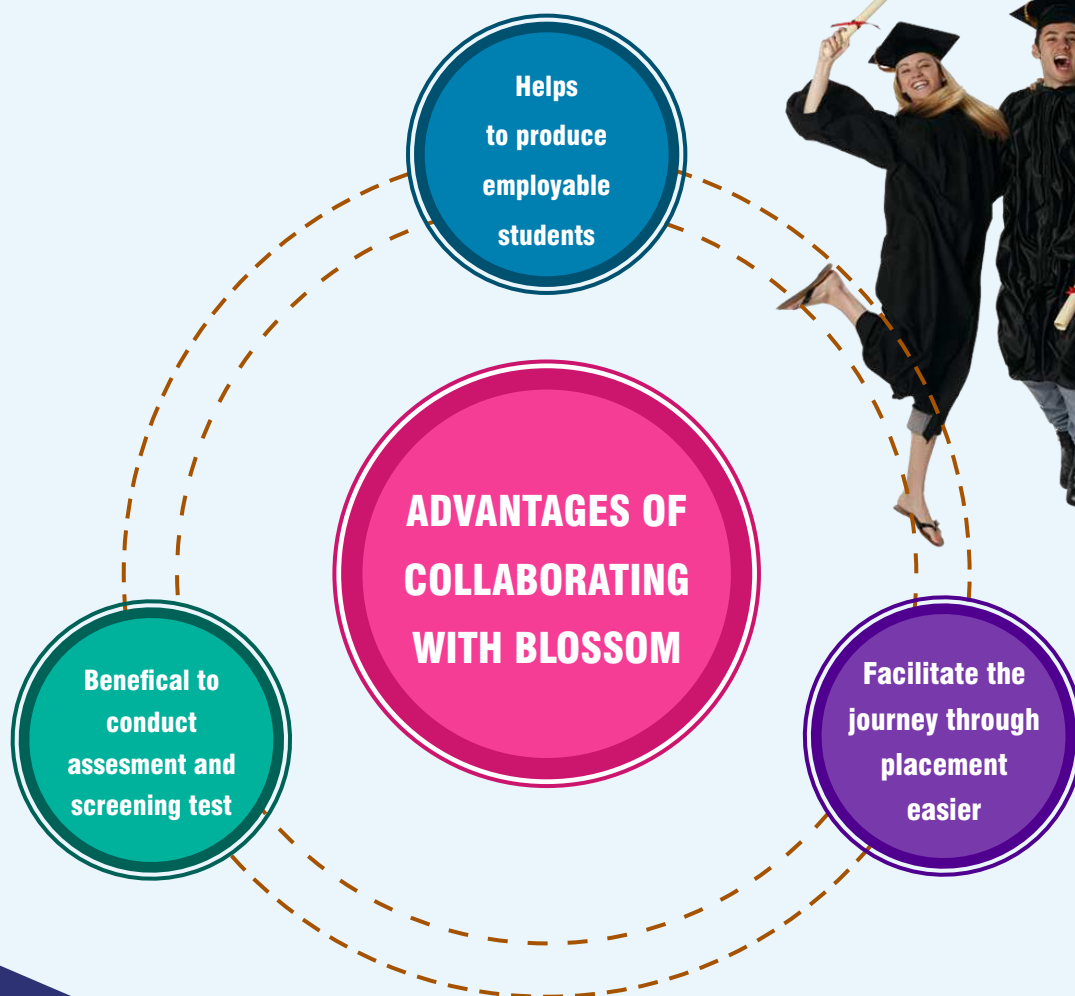 Helps
to produce
employable
students
ADVANTAGES OF
COLLABORATING
WITH BLOSSOM
Benefical to
conduct
assesment and
screening test
Facilitate the
journey through
placement
easier